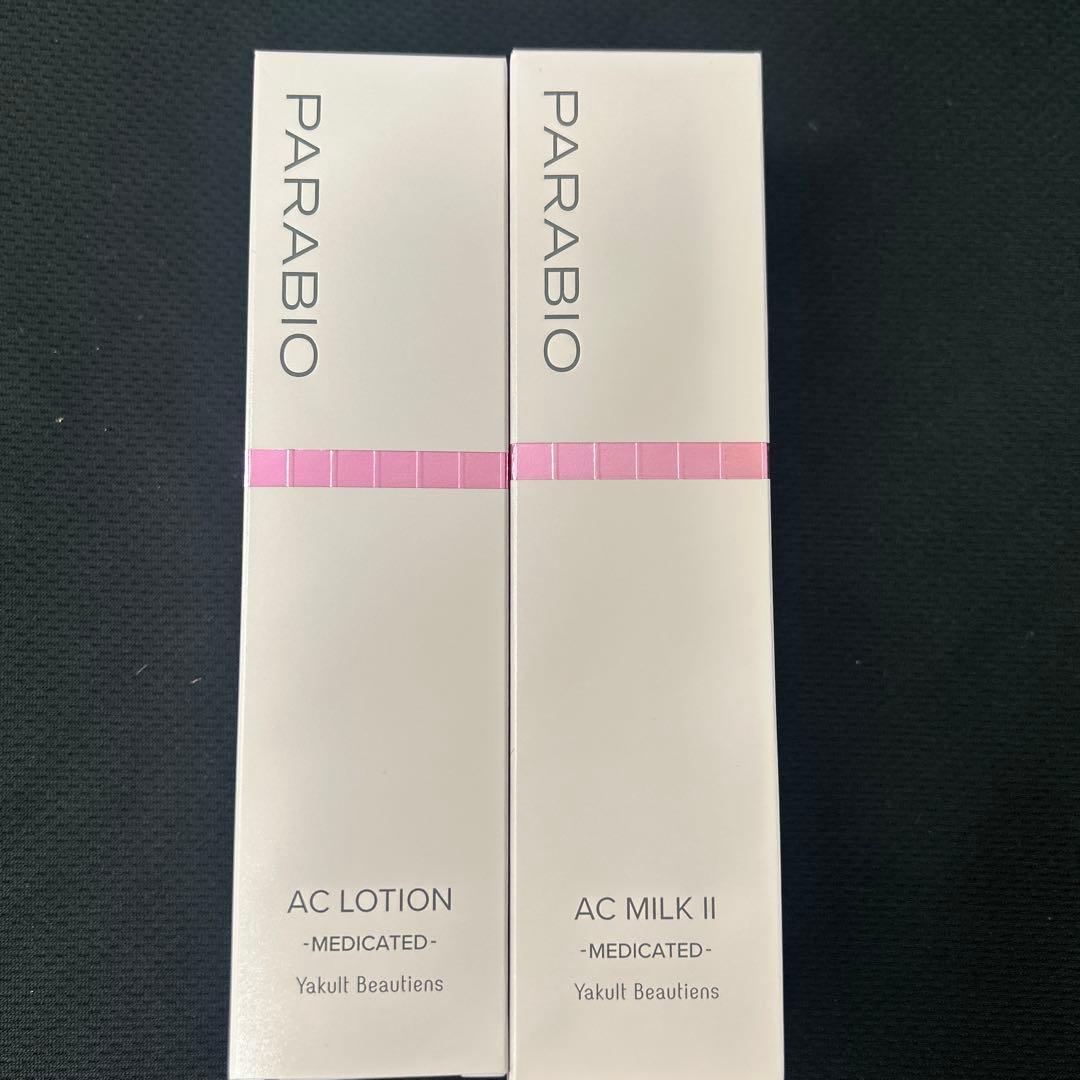 PARABIO
AC LOTION
-MEDICATED-
Yakult Beautiens
PARABIO
AC MILK II
-MEDICATED-
Yakult Beautiens